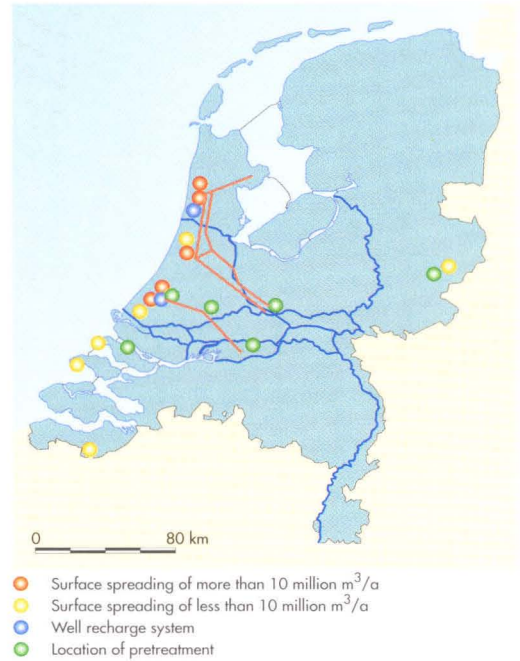 0 80 km
Surface spreading of more than 10 million m³/a
Surface spreading of less than 10 million m³/a
Well recharge system
Location of pretreatment